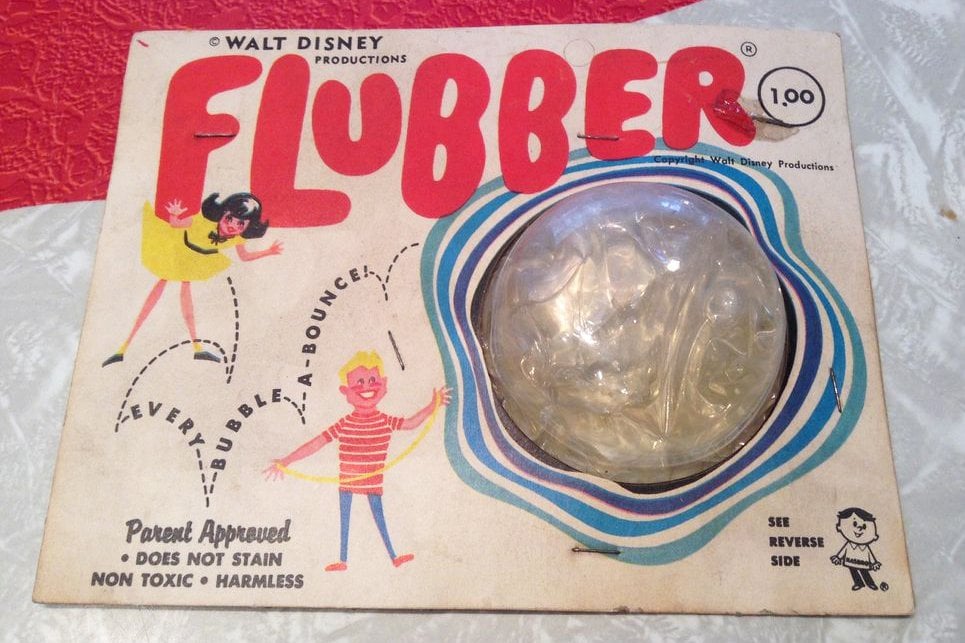 © WALT DISNEY
PRODUCTIONS
FLUBBER ®
1.00
Copyright Walt Disney Productions
EVERY BUBBLE A-BOUNCE!
Parent Approved
• DOES NOT STAIN
NON TOXIC • HARMLESS
SEE
REVERSE
SIDE
®